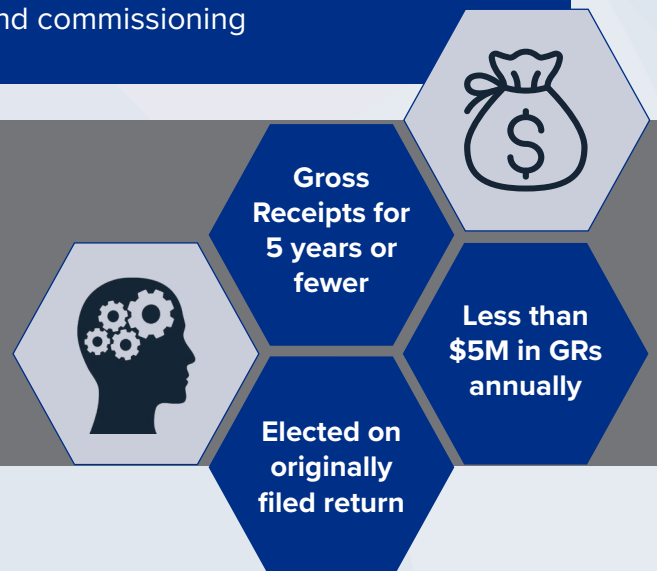 nd commissioning
Gross
Receipts for
5 years or
fewer
$
Less than
$5M in GRs
annually
Elected on
originally
filed return